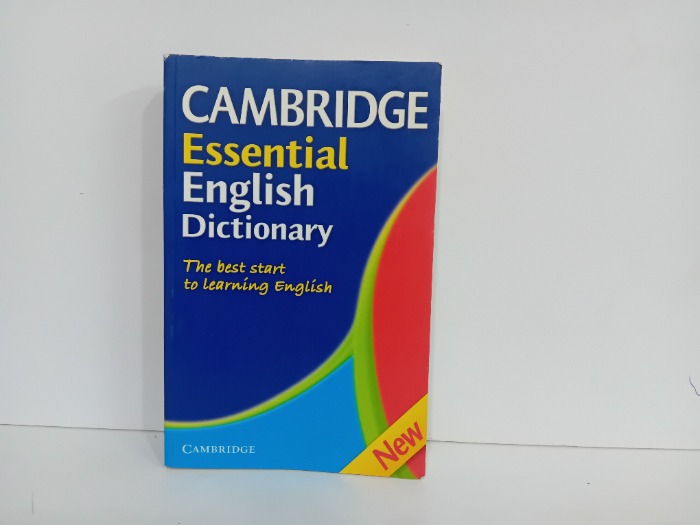 CAMBRIDGE
Essential
English
Dictionary
The best start
to learning English
CAMBRIDGE
New